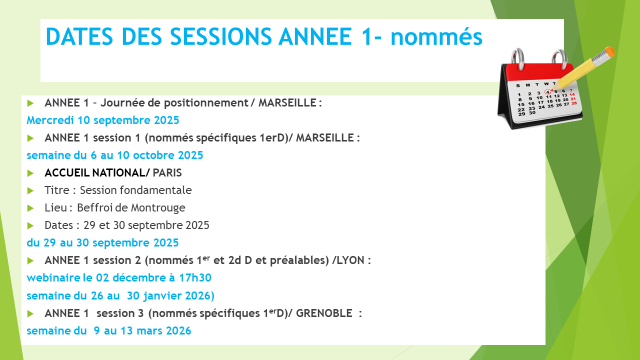 DATES DES SESSIONS ANNEE 1- nommés
ANNEE 1 – Journée de positionnement / MARSEILLE :
Mercredi 10 septembre 2025
ANNEE 1 session 1 (nommés spécifiques 1erD)/ MARSEILLE :
semaine du 6 au 10 octobre 2025
ACCUEIL NATIONAL/ PARIS
Titre : Session fondamentale
Lieu : Beffroi de Montrouge
Dates : 29 et 30 septembre 2025
du 29 au 30 septembre 2025
ANNEE 1 session 2 (nommés 1er et 2d D et préalables) /LYON :
webinaire le 02 décembre à 17h30
semaine du 26 au 30 janvier 2026)
ANNEE 1 session 3 (nommés spécifiques 1erD)/ GRENOBLE :
semaine du 9 au 13 mars 2026